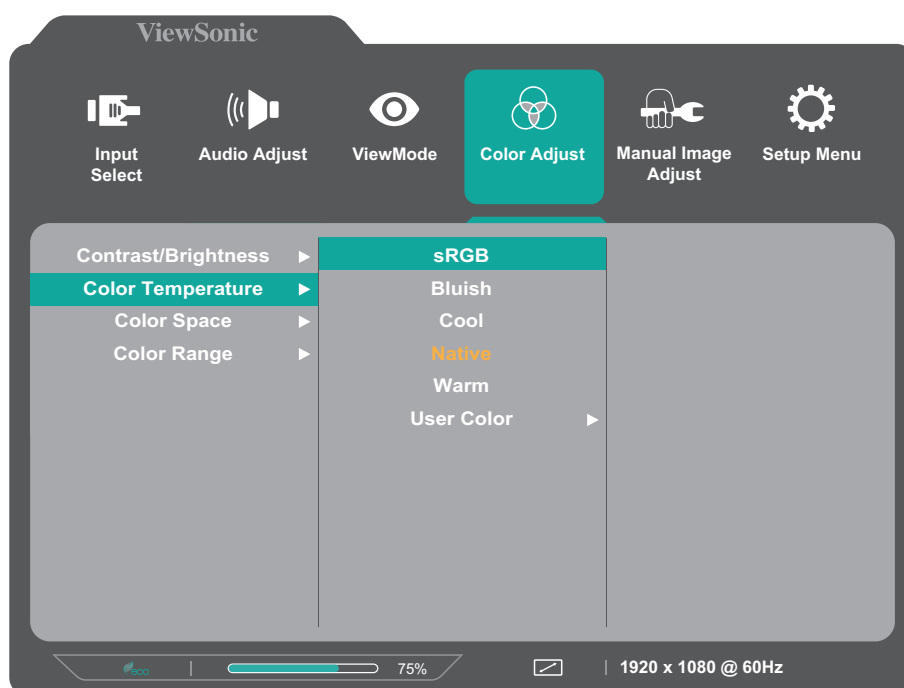 ViewSonic
Input
Select
Audio Adjust
ViewMode
Color Adjust
Manual Image
Adjust
Setup Menu
Contrast/Brightness
Color Temperature
Color Space
Color Range
sRGB
Bluish
Cool
Native
Warm
User Color
eco
75%
1920 x 1080 @ 60Hz